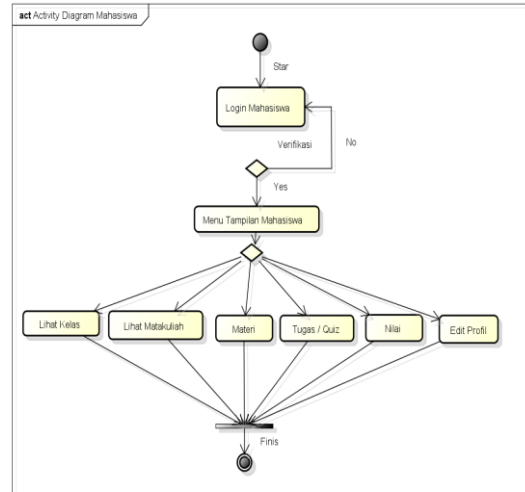 act Activity Diagram Mahasiswa
Star
Login Mahasiswa
Verifikasi
No
Yes
Menu Tampilan Mahasiswa
Lihat Kelas
Lihat Matakuliah
Materi
Tugas / Quiz
Nilai
Edit Profil
Finis